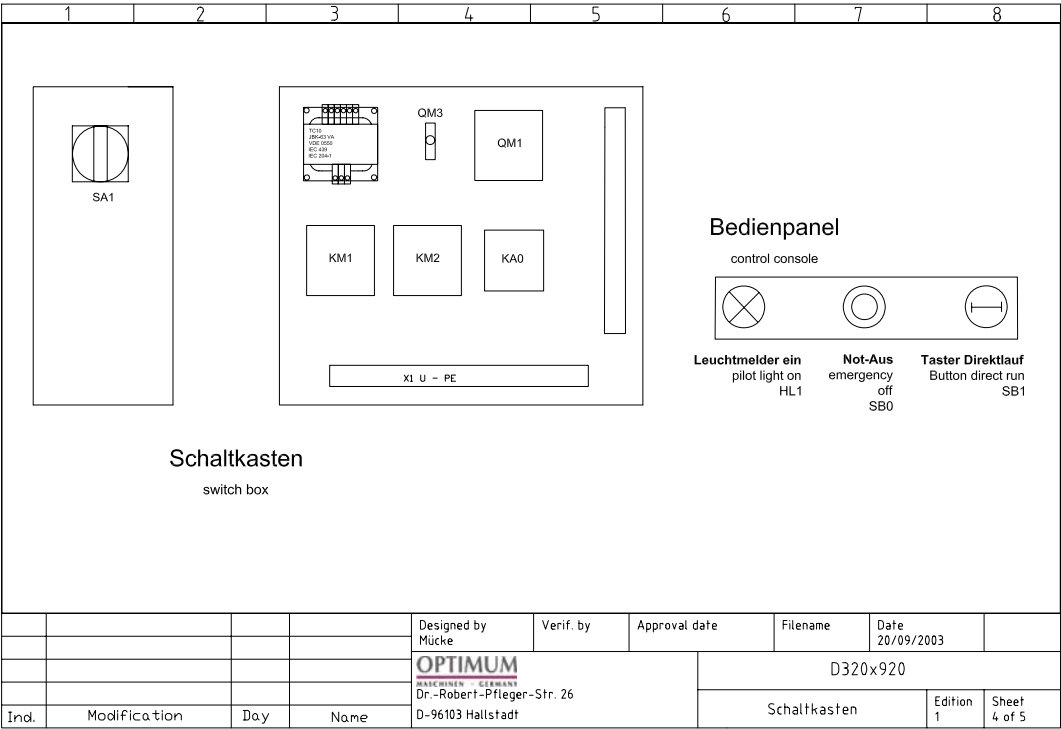 1 2 3 4 5 6 7 8
TC10
JBK-63 VA
VDE 0550
IEC 439
IEC 204-1
QM3
QM1
SA1
KM1
KM2
KA0
X1 U - PE
Bedienpanel
control console
Leuchtmelder ein
pilot light on
HL1
Not-Aus
emergency
off
SB0
Taster Direktlauf
Button direct run
SB1
Schaltkasten
switch box
Designed by
Mücke
Verif. by
Approval date
Filename
Date
20/09/2003
OPTIMUM
MASCHINEN - GERMANY
Dr.-Robert-Pfleger-Str. 26
D-96103 Hallstadt
D320x920
Schaltkasten
Edition
1
Sheet
4 of 5
Ind. Modification Day Name